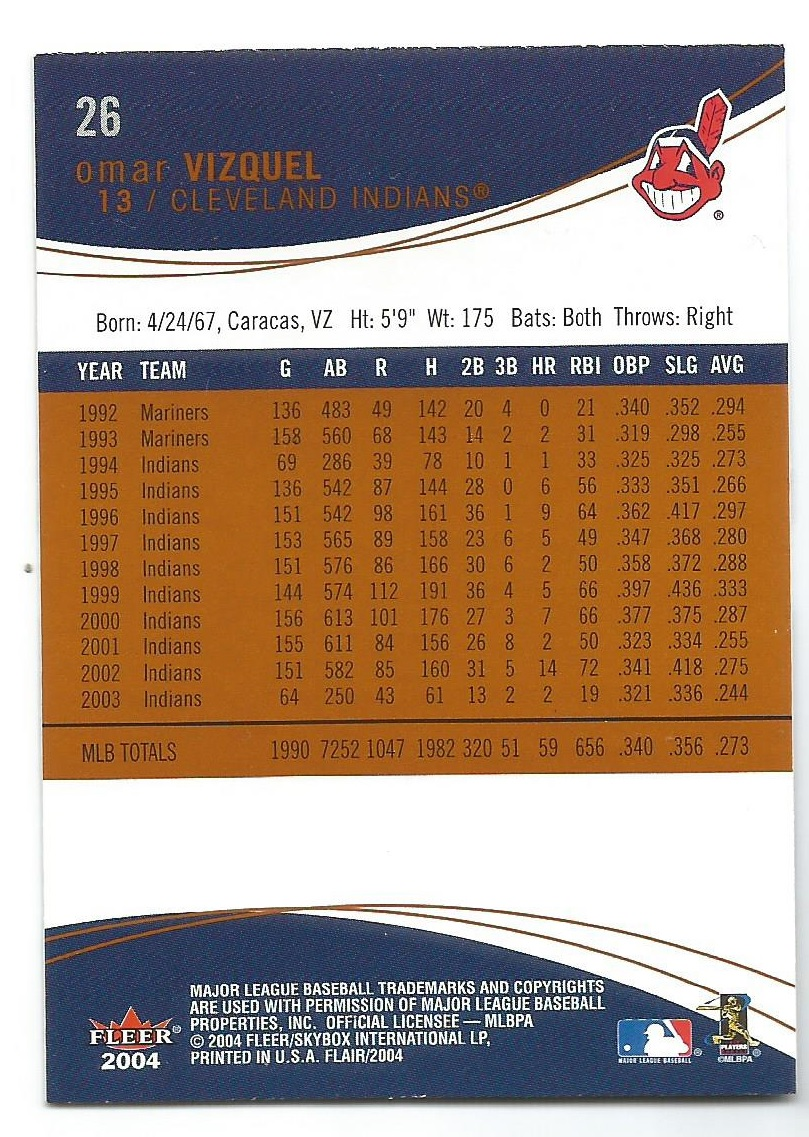 26
omar VIZQUEL
13 / CLEVELAND INDIANS®
®
Born: 4/24/67, Caracas, VZ Ht: 5'9" Wt: 175 Bats: Both Throws: Right
YEAR TEAM G AB R H 2B 3B HR RBI OBP SLG AVG
1992 Mariners 136 483 49 142 20 4 0 21 .340 .352 .294
1993 Mariners 158 560 68 143 14 2 2 31 .319 .298 .255
1994 Indians 69 286 39 78 10 1 1 33 .325 .325 .273
1995 Indians 136 542 87 144 28 0 6 56 .333 .351 .266
1996 Indians 151 542 98 161 36 1 9 64 .362 .417 .297
1997 Indians 153 565 89 158 23 6 5 49 .347 .368 .280
1998 Indians 151 576 86 166 30 6 2 50 .358 .372 .288
1999 Indians 144 574 112 191 36 4 5 66 .397 .436 .333
2000 Indians 156 613 101 176 27 3 7 66 .377 .375 .287
2001 Indians 155 611 84 156 26 8 2 50 .323 .334 .255
2002 Indians 151 582 85 160 31 5 14 72 .341 .418 .275
2003 Indians 64 250 43 61 13 2 2 19 .321 .336 .244
MLB TOTALS 1990 7252 1047 1982 320 51 59 656 .340 .356 .273
MAJOR LEAGUE BASEBALL TRADEMARKS AND COPYRIGHTS
ARE USED WITH PERMISSION OF MAJOR LEAGUE BASEBALL
PROPERTIES, INC. OFFICIAL LICENSEE — MLBPA
© 2004 FLEER/SKYBOX INTERNATIONAL LP,
PRINTED IN U.S.A. FLAIR/2004
FLEER®
2004
MAJOR LEAGUE BASEBALL ®
PLAYERS
©MLBPA